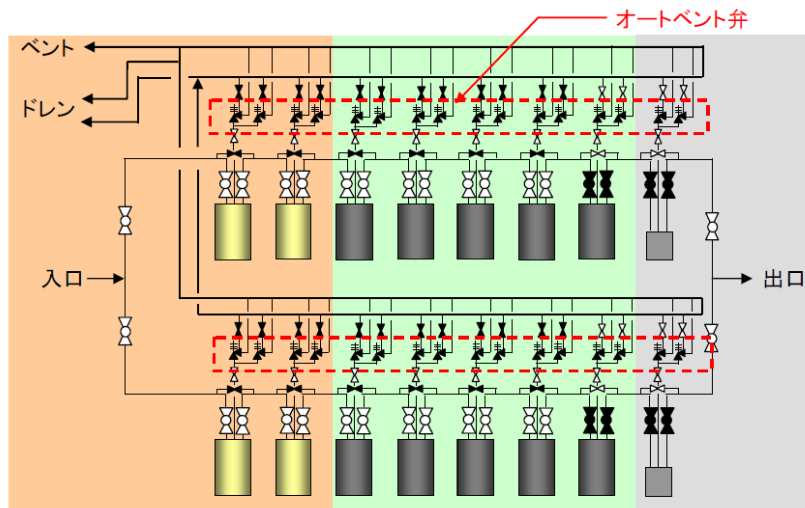 オートベント弁
ベント
ドレン
入口
出口